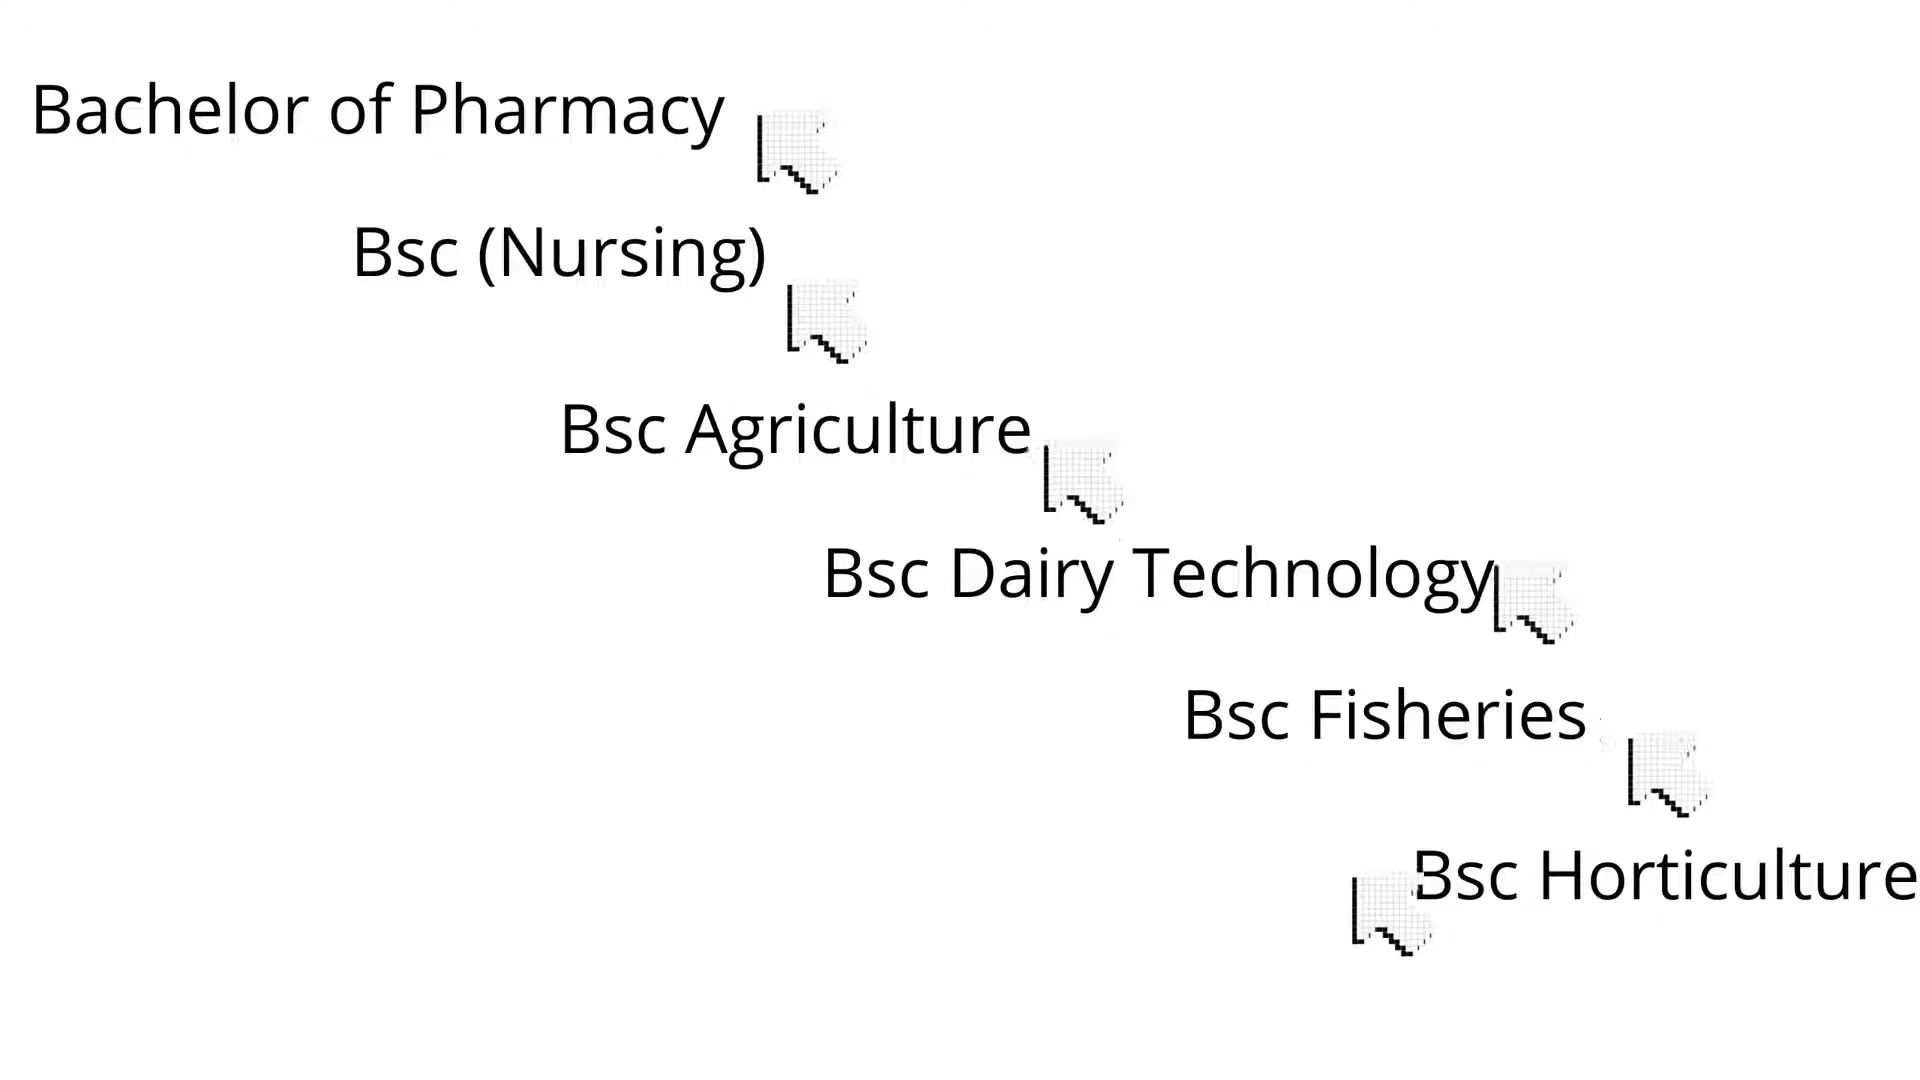 Bachelor of Pharmacy
Bsc (Nursing)
Bsc Agriculture
Bsc Dairy Technology
Bsc Fisheries
Bsc Horticulture